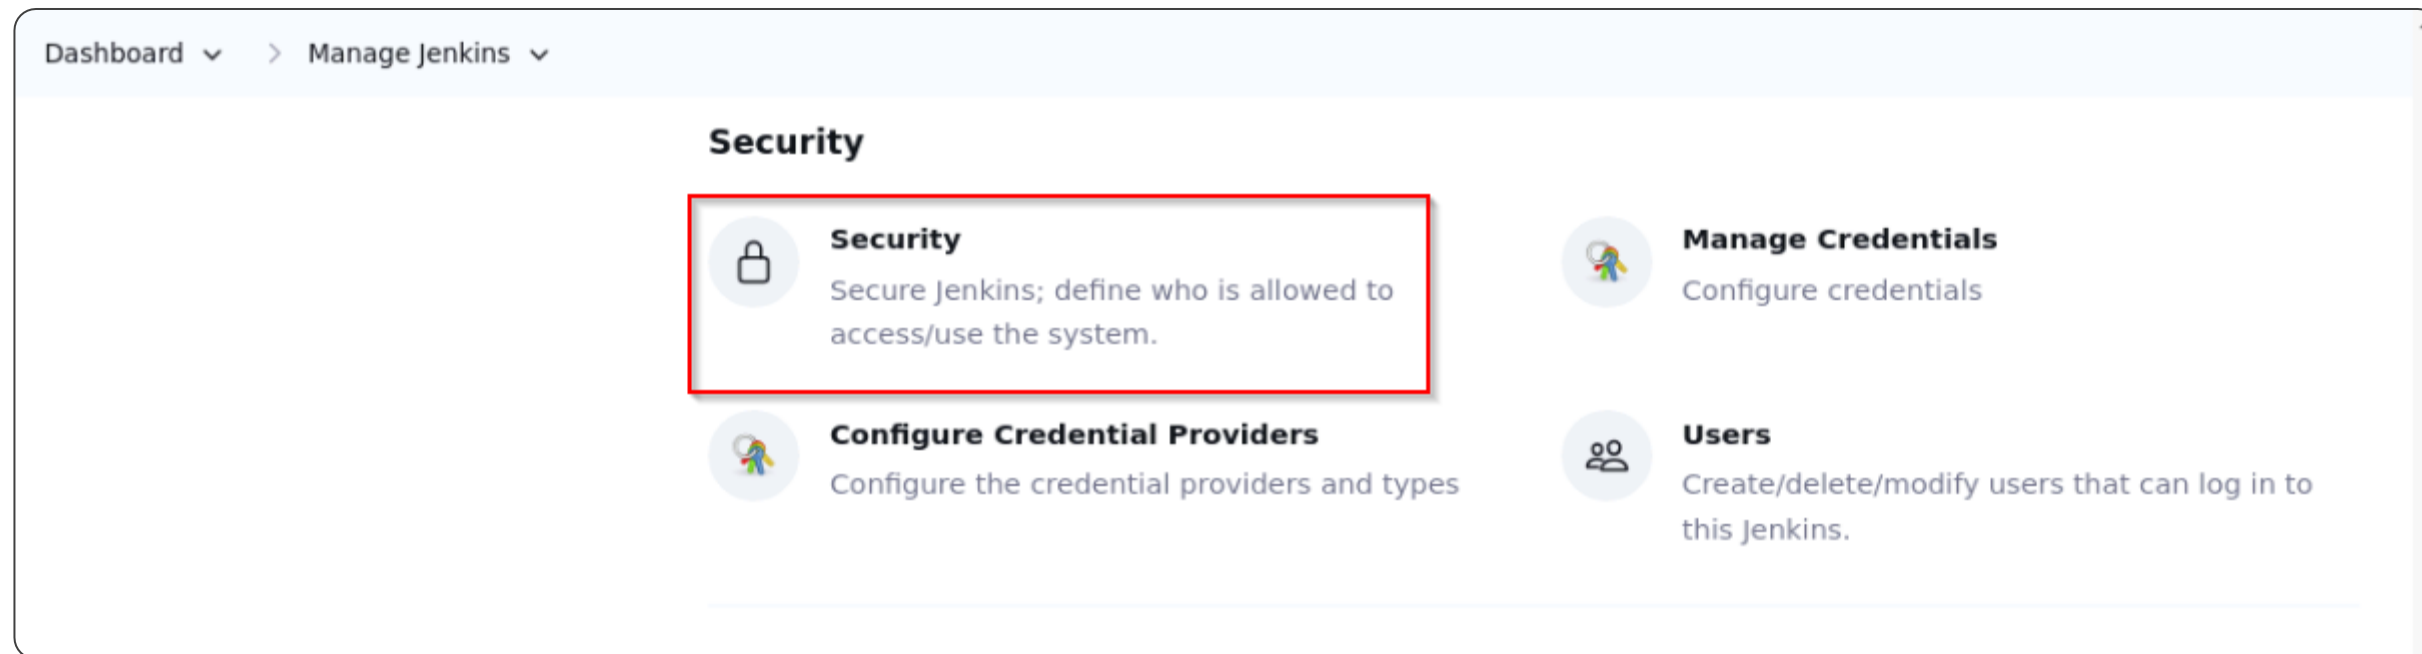 Dashboard
Manage Jenkins
Security
Security
Secure Jenkins; define who is allowed to
access/use the system.
Manage Credentials
Configure credentials
Configure Credential Providers
Configure the credential providers and types
Users
Create/delete/modify users that can log in to
this Jenkins.